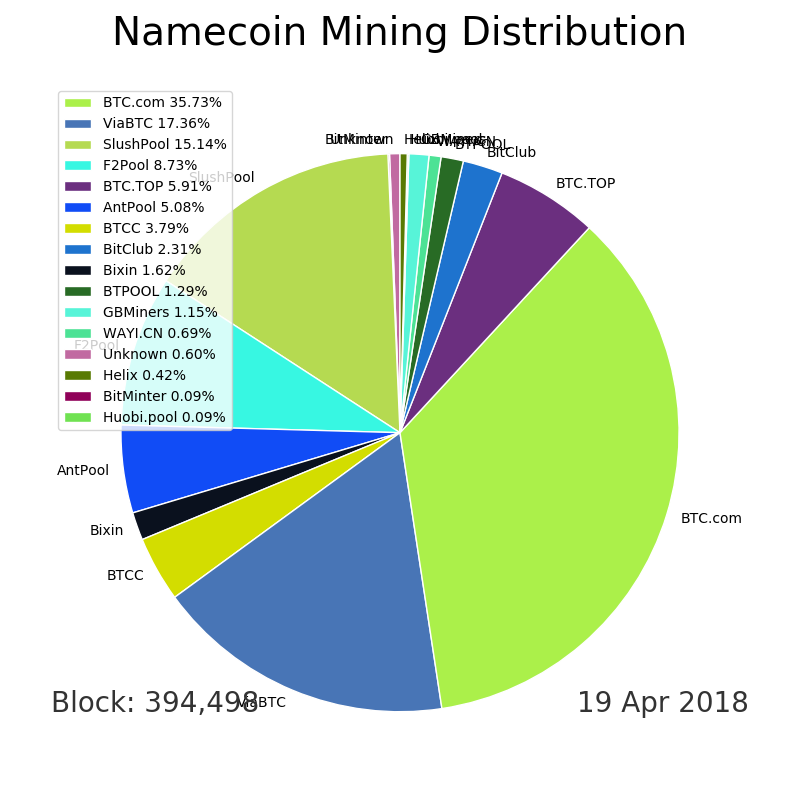 Namecoin Mining Distribution
BTC.com 35.73%
ViaBTC 17.36%
SlushPool 15.14%
F2Pool 8.73%
BTC.TOP 5.91%
AntPool 5.08%
BTCC 3.79%
BitClub 2.31%
Bixin 1.62%
BTPOOL 1.29%
GBMiners 1.15%
WAYI.CN 0.69%
Unknown 0.60%
Helix 0.42%
BitMinter 0.09%
Huobi.pool 0.09%
BitMinter
Unknown
BTPOOL
BitClub
SlushPool
BTC.TOP
F2Pool
AntPool
BTC.com
Bixin
BTCC
ViaBTC
Block: 394,498
19 Apr 2018